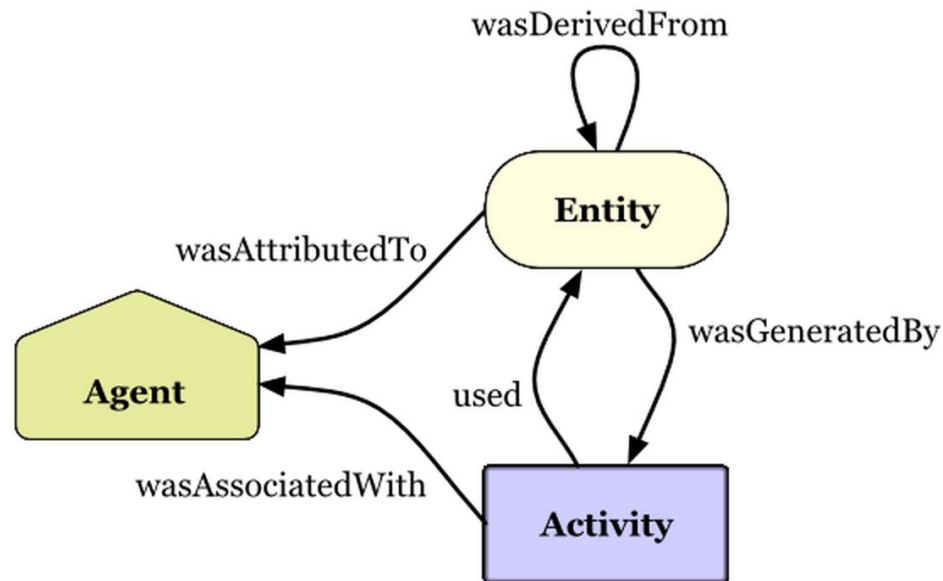 wasDerivedFrom
Entity
wasAttributedTo
wasGeneratedBy
Agent
used
wasAssociatedWith
Activity